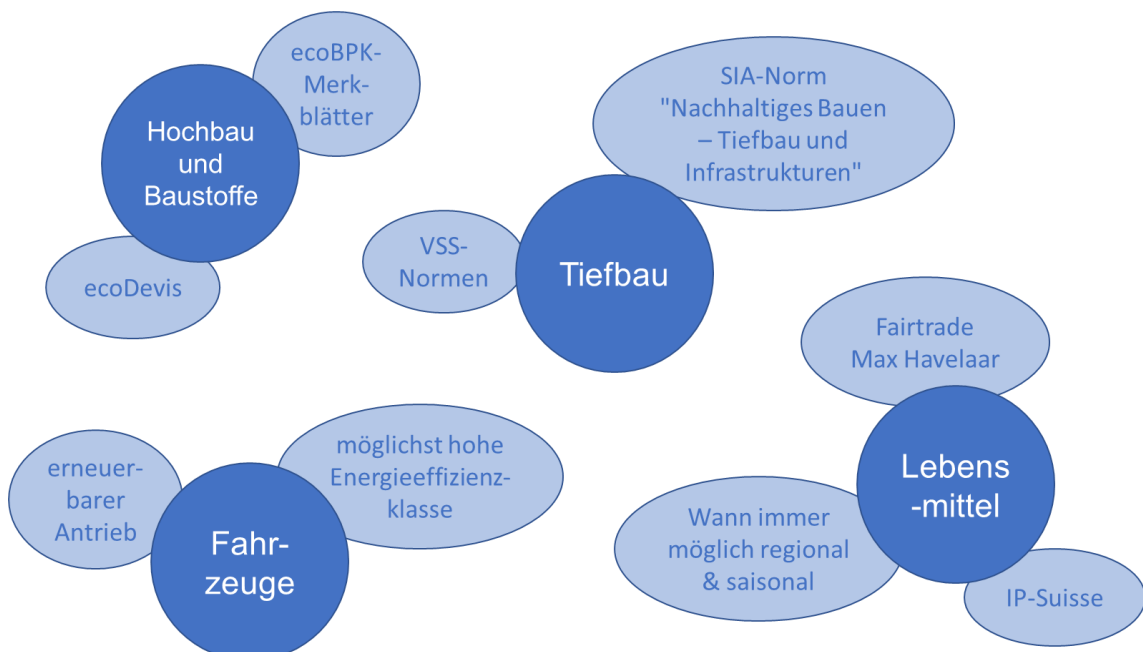 ecoBPK-
Merk-
blätter
Hochbau
und
Baustoffe
ecoDevis
SIA-Norm
"Nachhaltiges Bauen
– Tiefbau und
Infrastrukturen"
VSS-
Normen
Tiefbau
Fairtrade
Max Havelaar
Lebens
-mittel
Wann immer
möglich regional
& saisonal
IP-Suisse
erneuer-
barer
Antrieb
möglichst hohe
Energieeffizienz-
klasse
Fahr-
zeuge